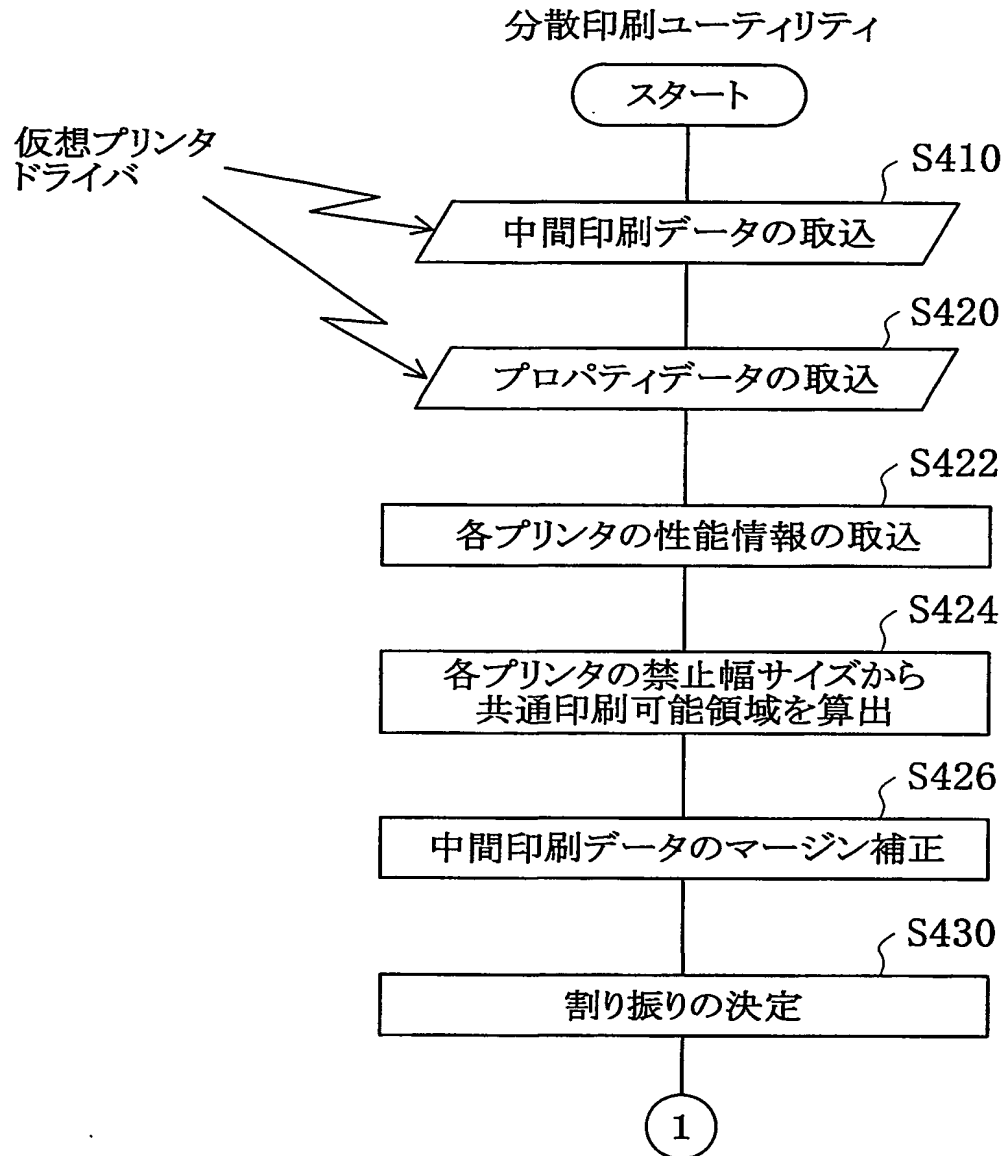 分散印刷ユーティリティ
スタート
仮想プリンタ
ドライバ
S410
中間印刷データの取込
S420
プロパティデータの取込
S422
各プリンタの性能情報の取込
S424
各プリンタの禁止幅サイズから
共通印刷可能領域を算出
S426
中間印刷データのマージン補正
S430
割り振りの決定
1